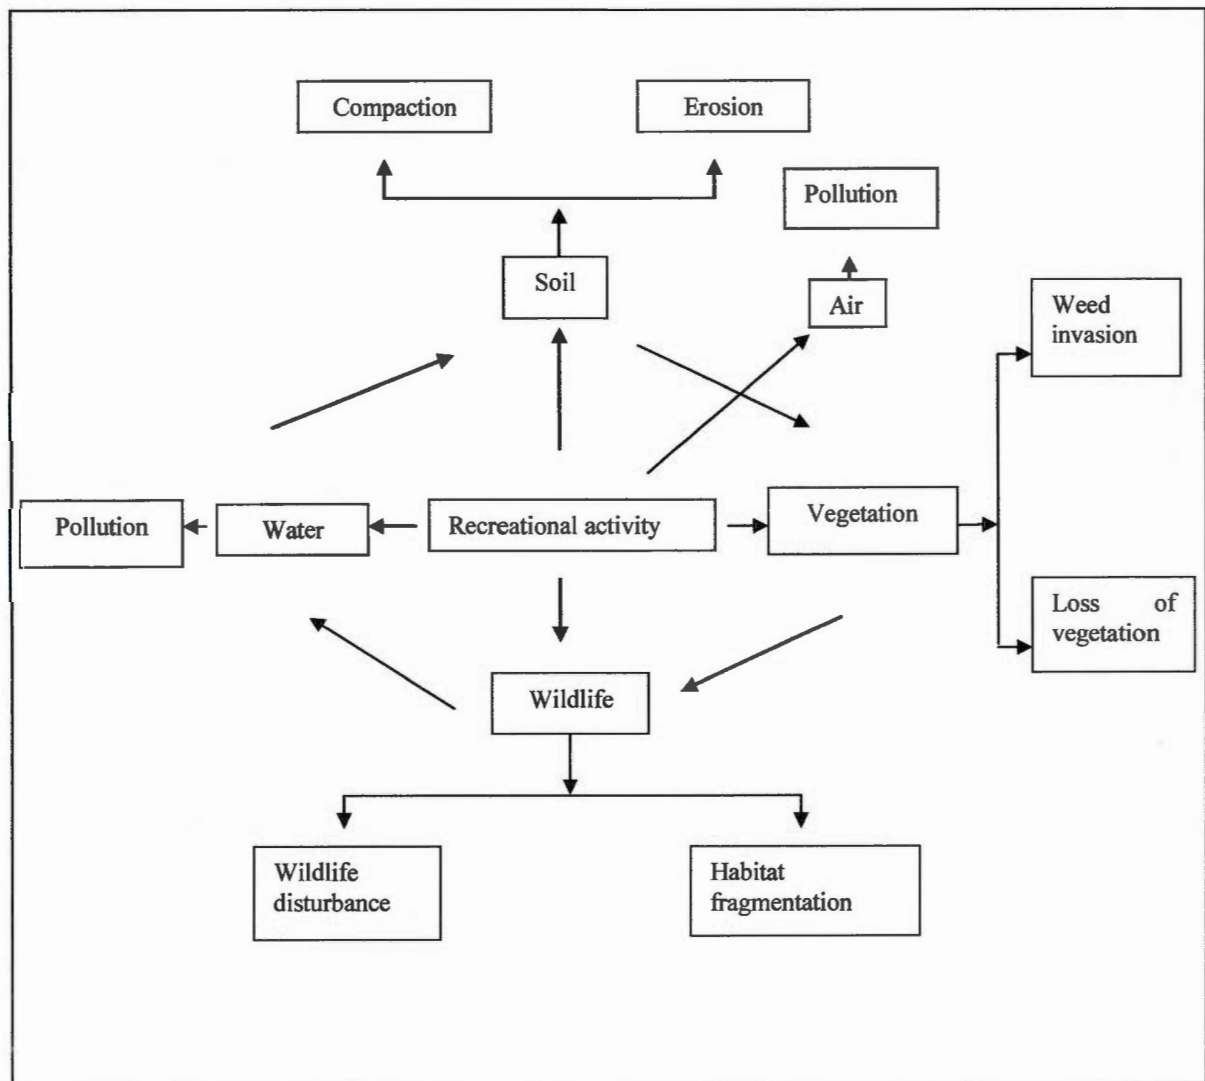 Compaction
Erosion
Pollution
Soil
Air
Weed
invasion
Pollution
Water
Recreational activity
Vegetation
Loss of
vegetation
Wildlife
Wildlife
disturbance
Habitat
fragmentation